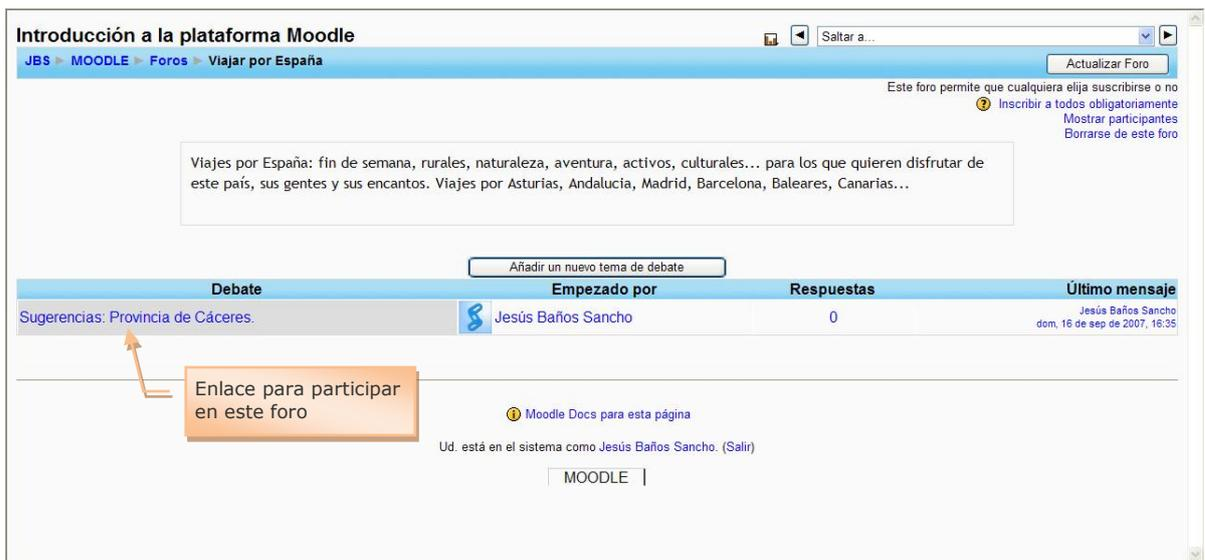 Introducción a la plataforma Moodle
Saltar a...
JBS ► MOODLE ► Foros ► Viajar por España
Actualizar Foro
Este foro permite que cualquiera elija suscribirse o no
? Inscribir a todos obligatoriamente
Mostrar participantes
Borrarse de este foro
Viajes por España: fin de semana, rurales, naturaleza, aventura, activos, culturales... para los que quieren disfrutar de
este país, sus gentes y sus encantos. Viajes por Asturias, Andalucia, Madrid, Barcelona, Baleares, Canarias...
Añadir un nuevo tema de debate
Debate Empezado por Respuestas Último mensaje
Sugerencias: Provincia de Cáceres. Jesús Baños Sancho 0 Jesús Baños Sancho
dom, 16 de sep de 2007, 16:35
Enlace para participar
en este foro
Moodle Docs para esta página
Ud. está en el sistema como Jesús Baños Sancho. (Salir)
MOODLE